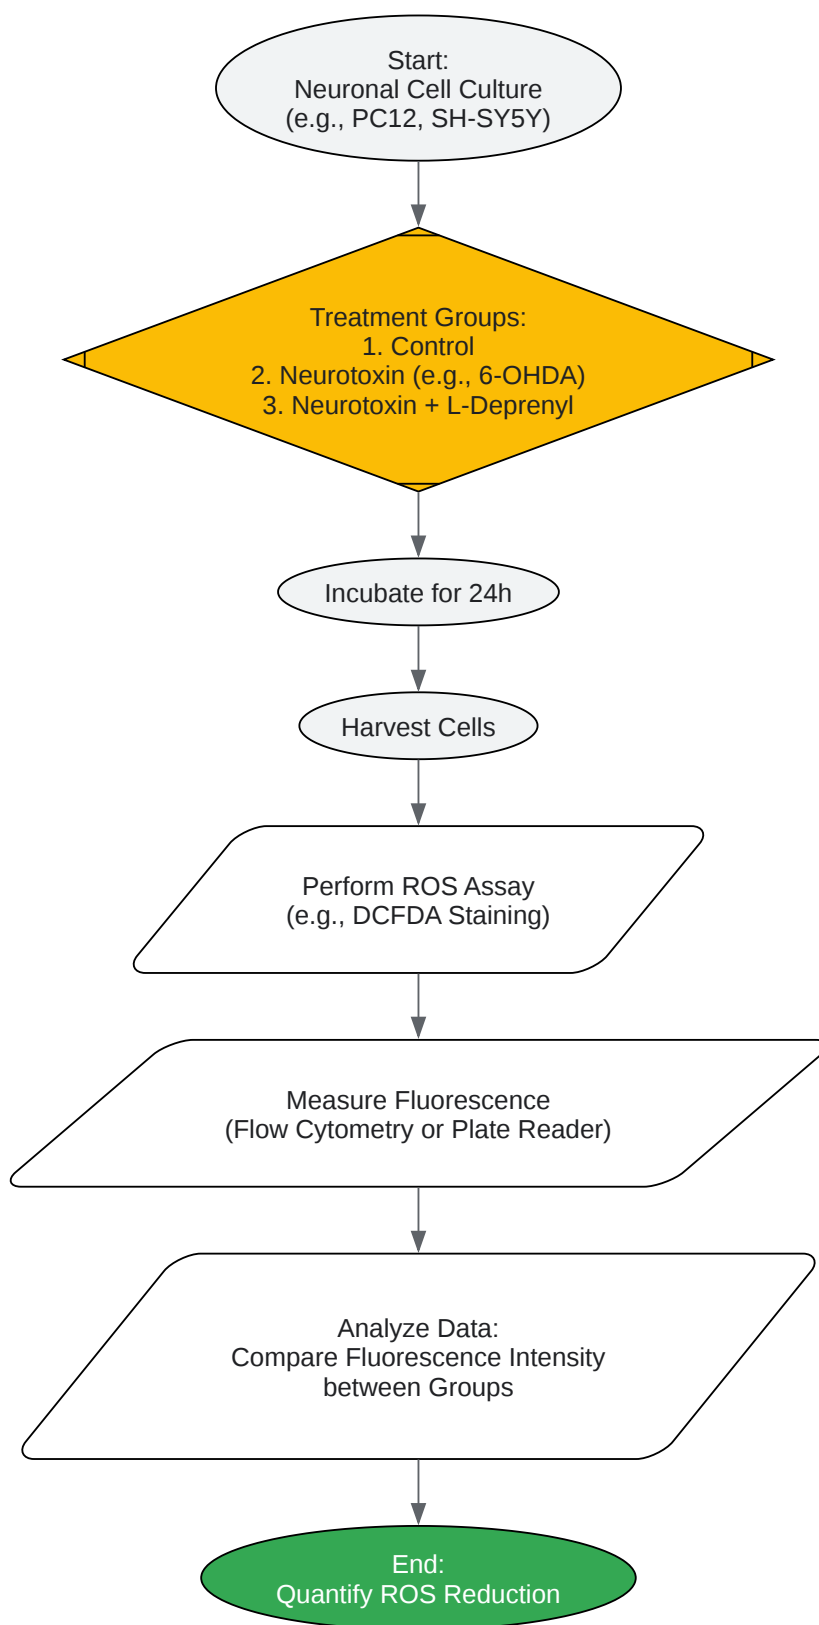 Start:
Neuronal Cell Culture
(e.g., PC12, SH-SY5Y)
Treatment Groups:
1. Control
2. Neurotoxin (e.g., 6-OHDA)
3. Neurotoxin + L-Deprenyl
Incubate for 24h
Harvest Cells
Perform ROS Assay
(e.g., DCFDA Staining)
Measure Fluorescence
(Flow Cytometry or Plate Reader)
Analyze Data:
Compare Fluorescence Intensity
between Groups
End:
Quantify ROS Reduction